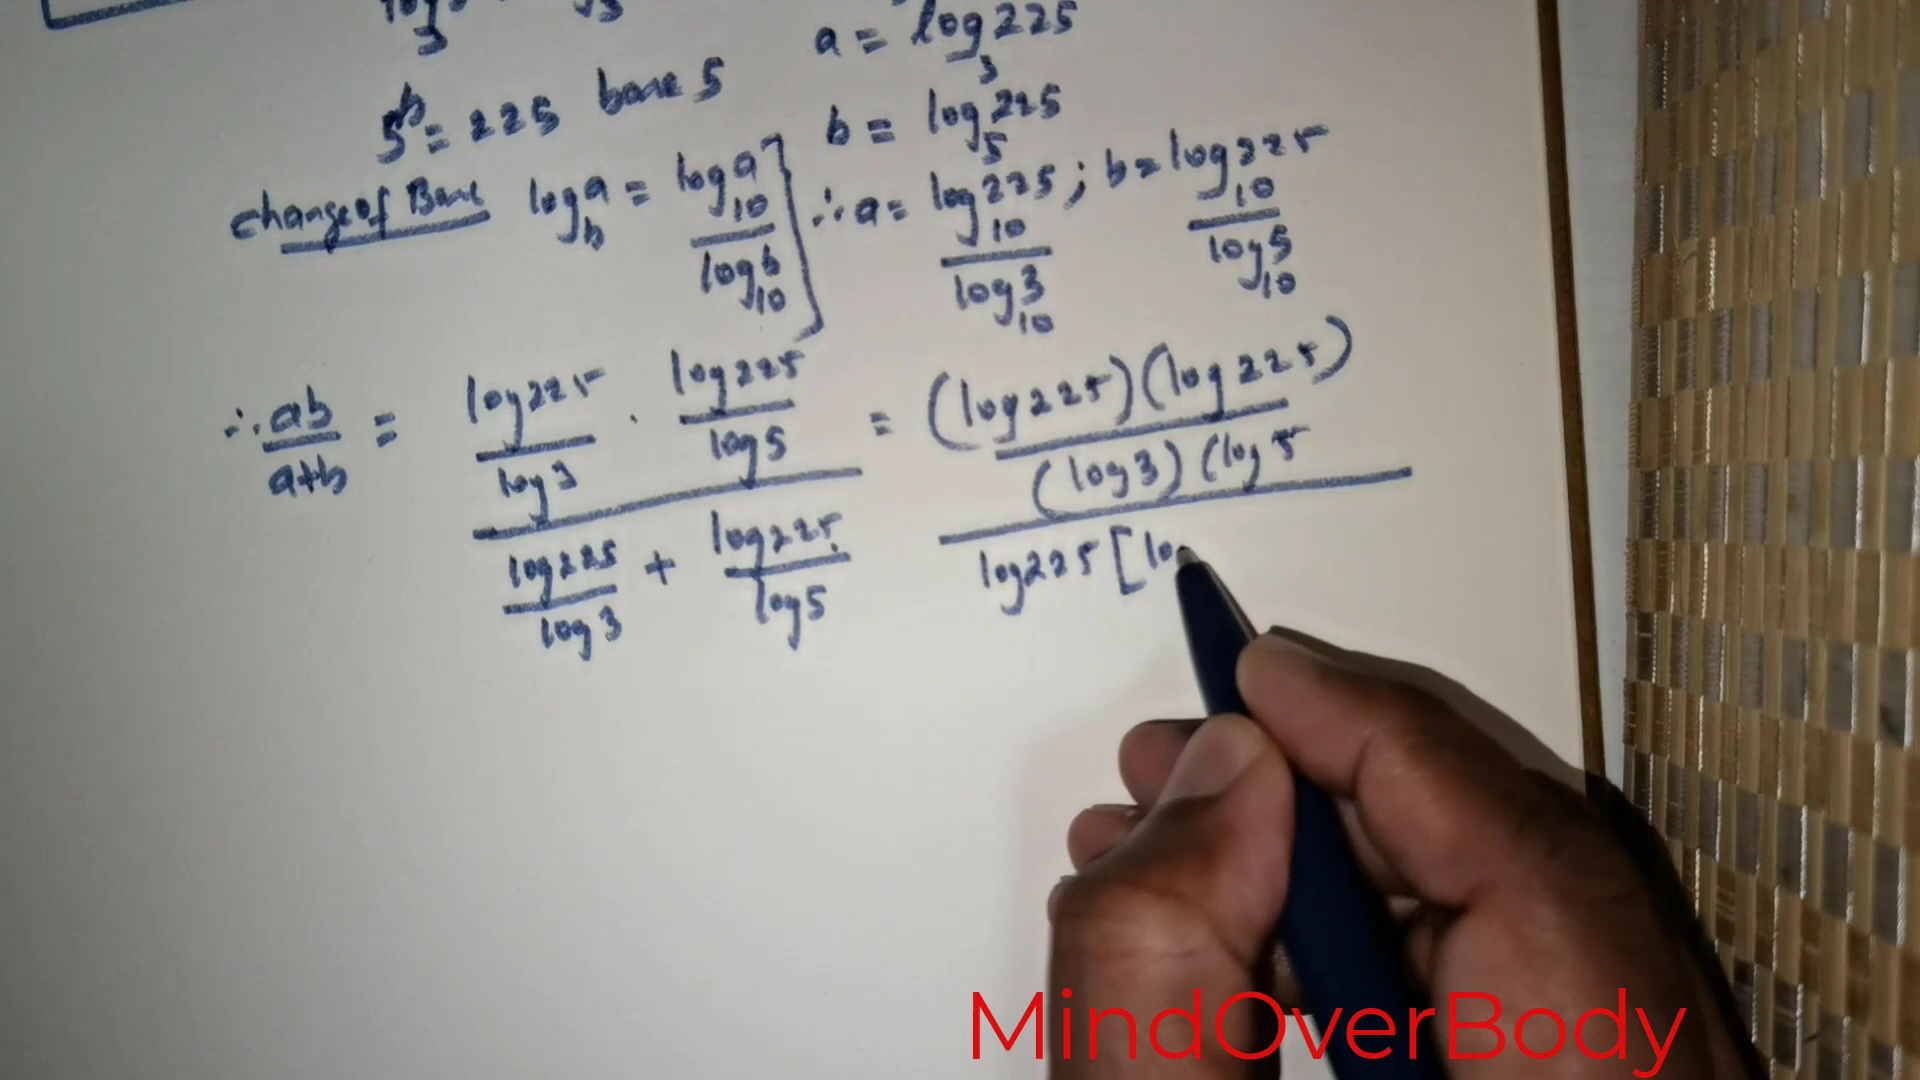 log
3
3
a = log 225
3
5^b = 225 base 5
b = log 225
5
change of Base log a = log a
b 10
log b
10
∴ a = log 225 ; b = log 225
10 10
log 3 log 5
10 10
∴ ab = log 225 . log 225 = (log 225) (log 225)
a+b log 3 log 5 (log 3) (log 5
log 225 + log 225 log 225 [ lo
log 3 log 5
MindOverBody